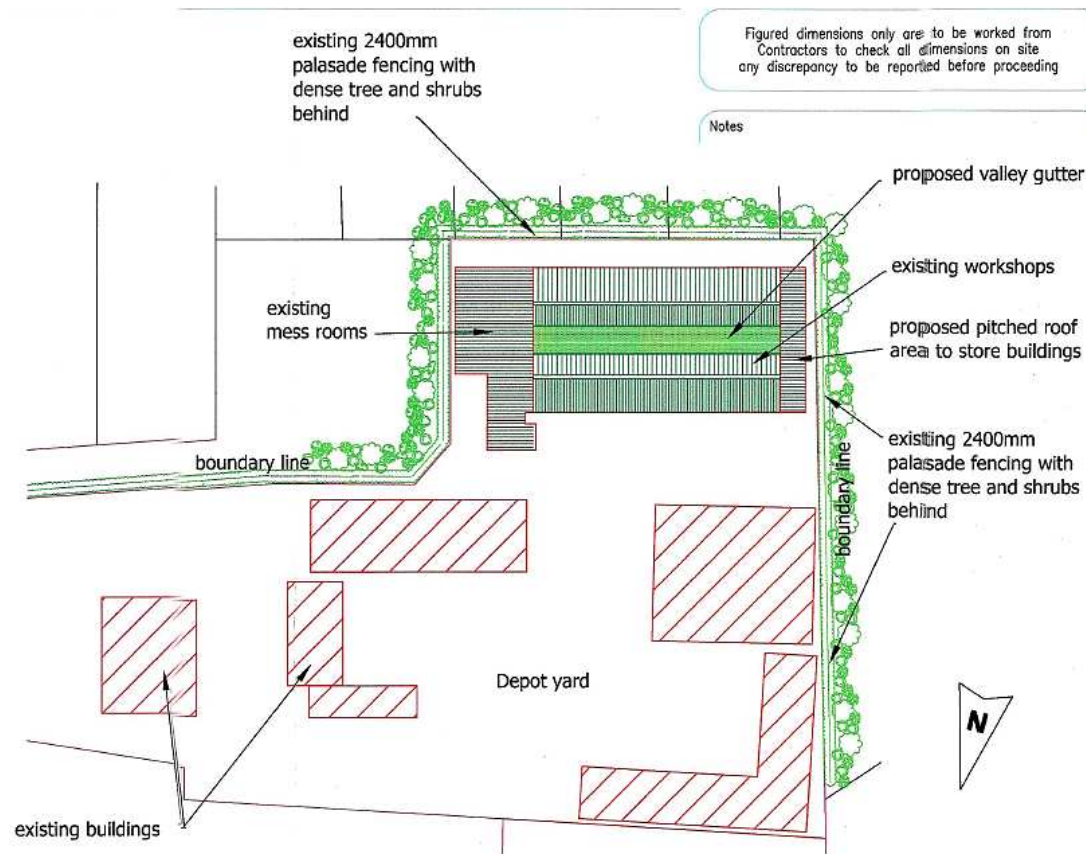 existing 2400mm
palasade fencing with
dense tree and shrubs
behind
Figured dimensions only are to be worked from
Contractors to check all dimensions on site
any discrepancy to be reported before proceeding
Notes
proposed valley gutter
existing workshops
proposed pitched roof
area to store buildings
existing
mess rooms
existing 2400mm
palasade fencing with
dense tree and shrubs
behind
boundary line
boundary line
Depot yard
N
existing buildings